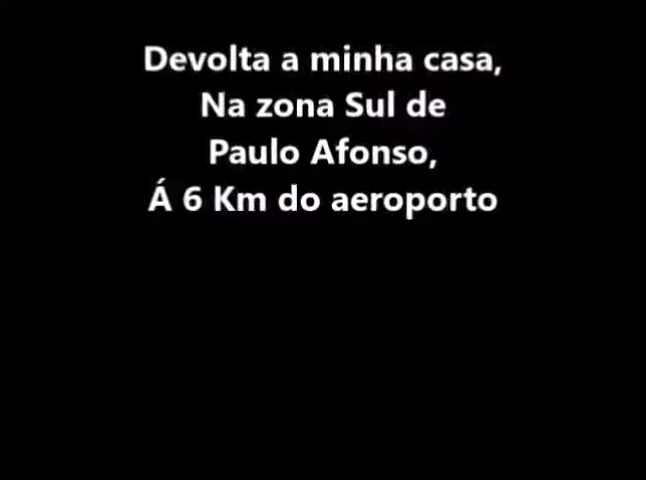 Devolta a minha casa,
Na zona Sul de
Paulo Afonso,
Á 6 Km do aeroporto